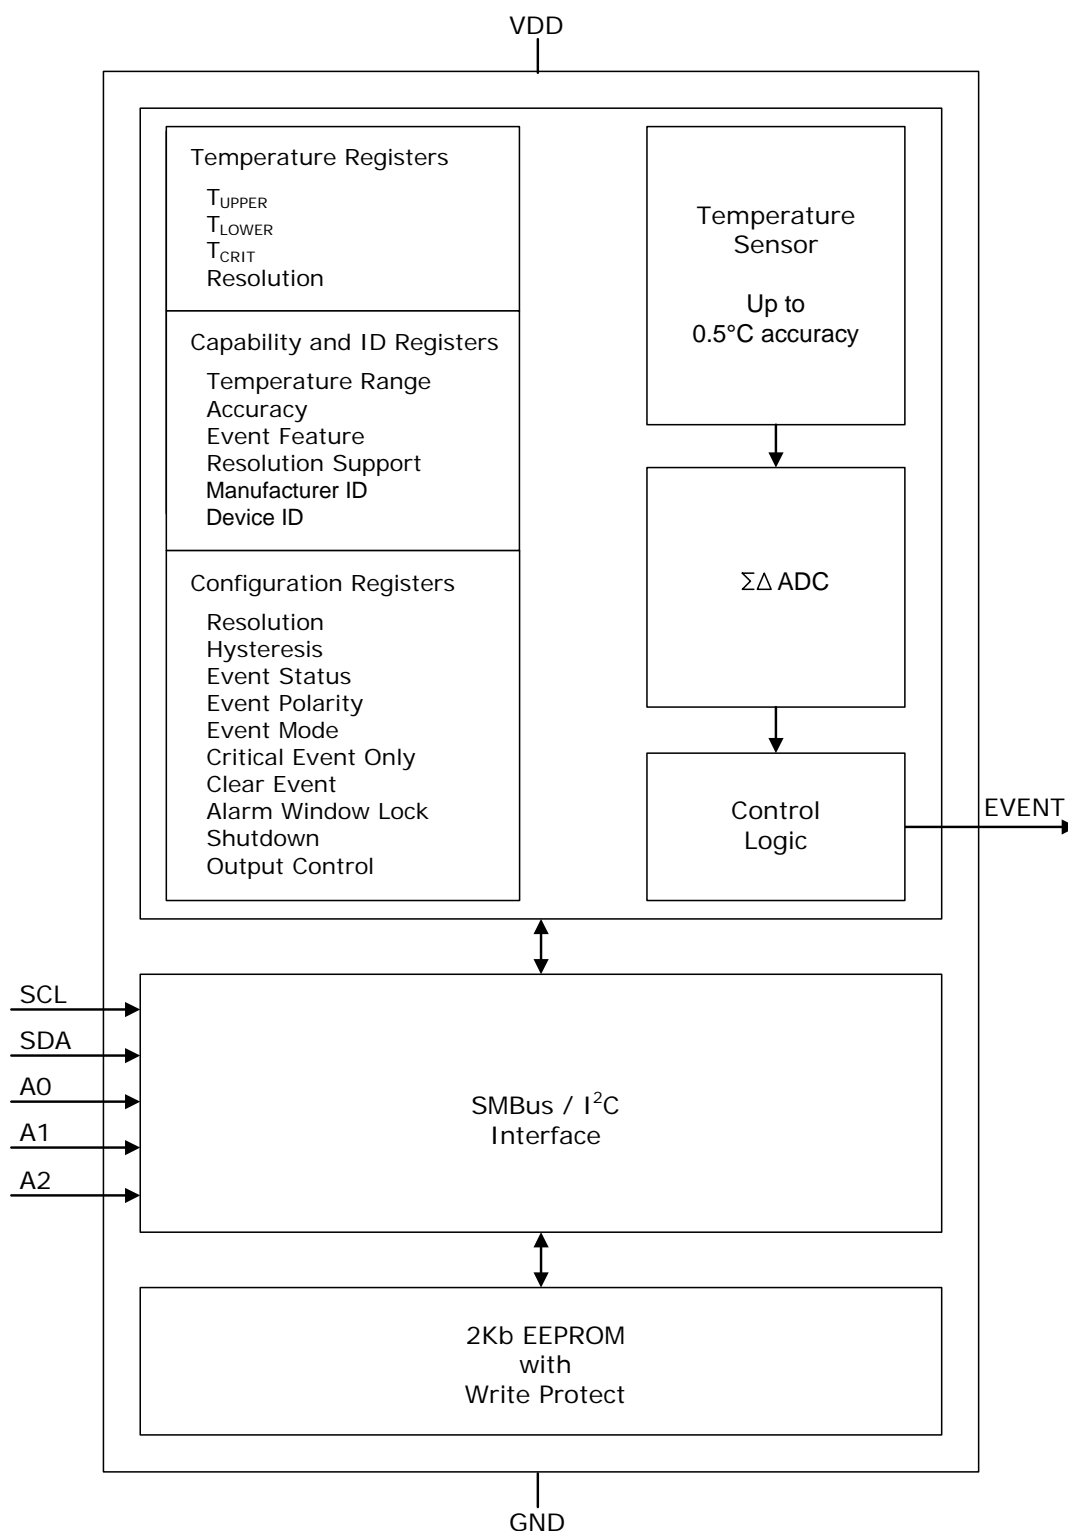 VDD
Temperature Registers
TUPPER
TLOWER
TCRIT
Resolution
Capability and ID Registers
Temperature Range
Accuracy
Event Feature
Resolution Support
Manufacturer ID
Device ID
Configuration Registers
Resolution
Hysteresis
Event Status
Event Polarity
Event Mode
Critical Event Only
Clear Event
Alarm Window Lock
Shutdown
Output Control
Temperature
Sensor
Up to
0.5°C accuracy
ΣΔ ADC
Control
Logic
EVENT
SCL
SDA
A0
A1
A2
SMBus / I²C
Interface
2Kb EEPROM
with
Write Protect
GND